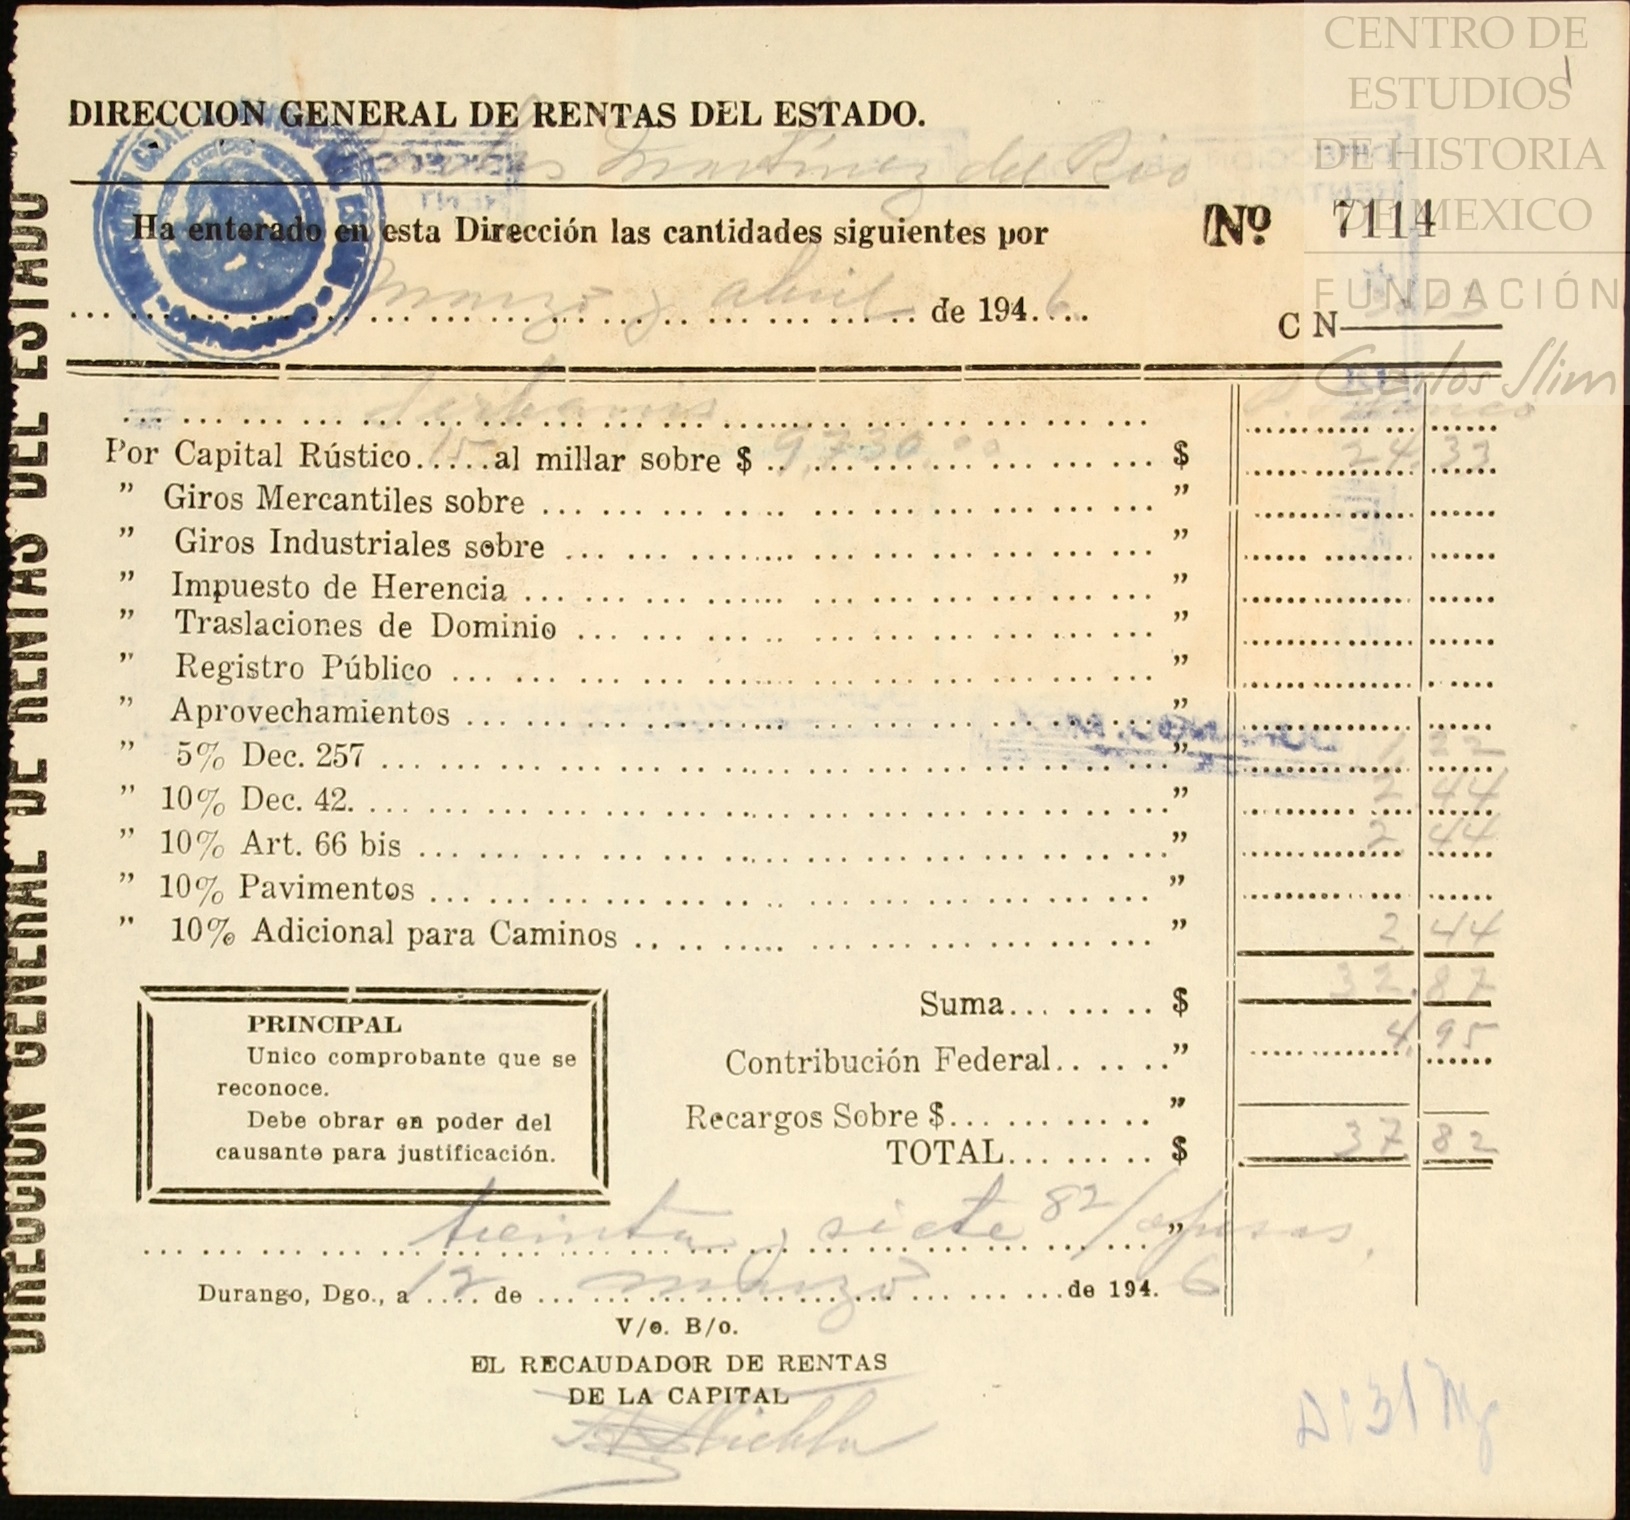 CENTRO DE
ESTUDIOS
DE HISTORIA
DE MEXICO
FUNDACIÓN
Carlos Slim
1
DIRECCION GENERAL DE RENTAS DEL ESTADO.
Martínez del Rio
Ha enterado en esta Dirección las cantidades siguientes por
Nº 7114
marzo y abril de 1946
C N
Por Capital Rústico 15 al millar sobre $ 9,730.00 $ 24 33
" Giros Mercantiles sobre "
" Giros Industriales sobre "
" Impuesto de Herencia "
" Traslaciones de Dominio "
" Registro Público "
" Aprovechamientos "
" 5% Dec. 257 " 1 22
" 10% Dec. 42. " 2 44
" 10% Art. 66 bis " 2 44
" 10% Pavimentos "
" 10% Adicional para Caminos " 2 44
Suma $ 32.87
Contribución Federal " 4.95
Recargos Sobre $ "
TOTAL $ 37 82
PRINCIPAL
Unico comprobante que se
reconoce.
Debe obrar en poder del
causante para justificación.
treinta y siete 82/ pesos. "
Durango, Dgo., a 12 de marzo de 1946
V/o. B/o.
EL RECAUDADOR DE RENTAS
DE LA CAPITAL
DIRECCION GENERAL DE RENTAS DEL ESTADO